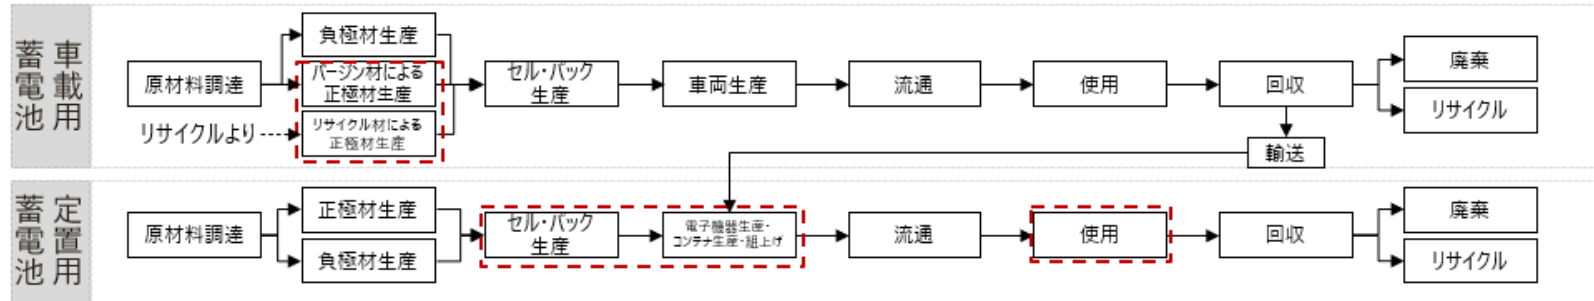 車載用
蓄電池
原材料調達
リサイクルより
負極材生産
バージン材による
正極材生産
リサイクル材による
正極材生産
セル・パック
生産
車両生産
流通
使用
回収
廃棄
リサイクル
輸送
定置用
蓄電池
原材料調達
正極材生産
負極材生産
セル・パック
生産
電子機器生産・
コンテナ生産・組上げ
流通
使用
回収
廃棄
リサイクル